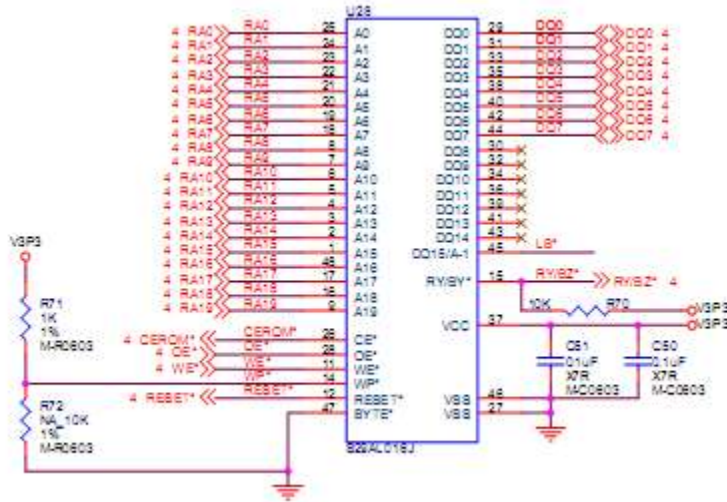 U28
4 RA0 RA0 25 A0 DQ0 29 DQ0 DQ0 4
4 RA1 RA1 24 A1 DQ1 31 DQ1 DQ1 4
4 RA2 RA2 23 A2 DQ2 33 DQ2 DQ2 4
4 RA3 RA3 22 A3 DQ3 35 DQ3 DQ3 4
4 RA4 RA4 21 A4 DQ4 38 DQ4 DQ4 4
4 RA5 RA5 20 A5 DQ5 40 DQ5 DQ5 4
4 RA6 RA6 19 A6 DQ6 42 DQ6 DQ6 4
4 RA7 RA7 18 A7 DQ7 44 DQ7 DQ7 4
4 RA8 RA8 8 A8 DQ8 30
4 RA9 RA9 7 A9 DQ9 32
4 RA10 RA10 6 A10 DQ10 34
4 RA11 RA11 5 A11 DQ11 36
4 RA12 RA12 4 A12 DQ12 39
4 RA13 RA13 3 A13 DQ13 41
4 RA14 RA14 2 A14 DQ14 43
4 RA15 RA15 1 A15 DQ15/A-1 45 LB*
4 RA16 RA16 48 A16
4 RA17 RA17 17 A17 RY/BY* 15 RY/BZ* RY/BZ* 4
4 RA18 RA18 16 A18
4 RA19 RA19 9 A19
10K R70 V3P3
VCC 37 V3P3
V3P3
R71
1K
1%
M-R0603
4 CEROM* CEROM* 26 CE*
4 OE* OE* 28 OE*
4 WE* WE* 11 WE*
WP* 14 WP*
4 RESET* RESET* 12 RESET*
47 BYTE*
C51
01uF
X7R
M-C0603
C50
0.1uF
X7R
M-C0603
VSS 46
VSS 27
R72
NA_10K
1%
M-R0603
S29AL016J